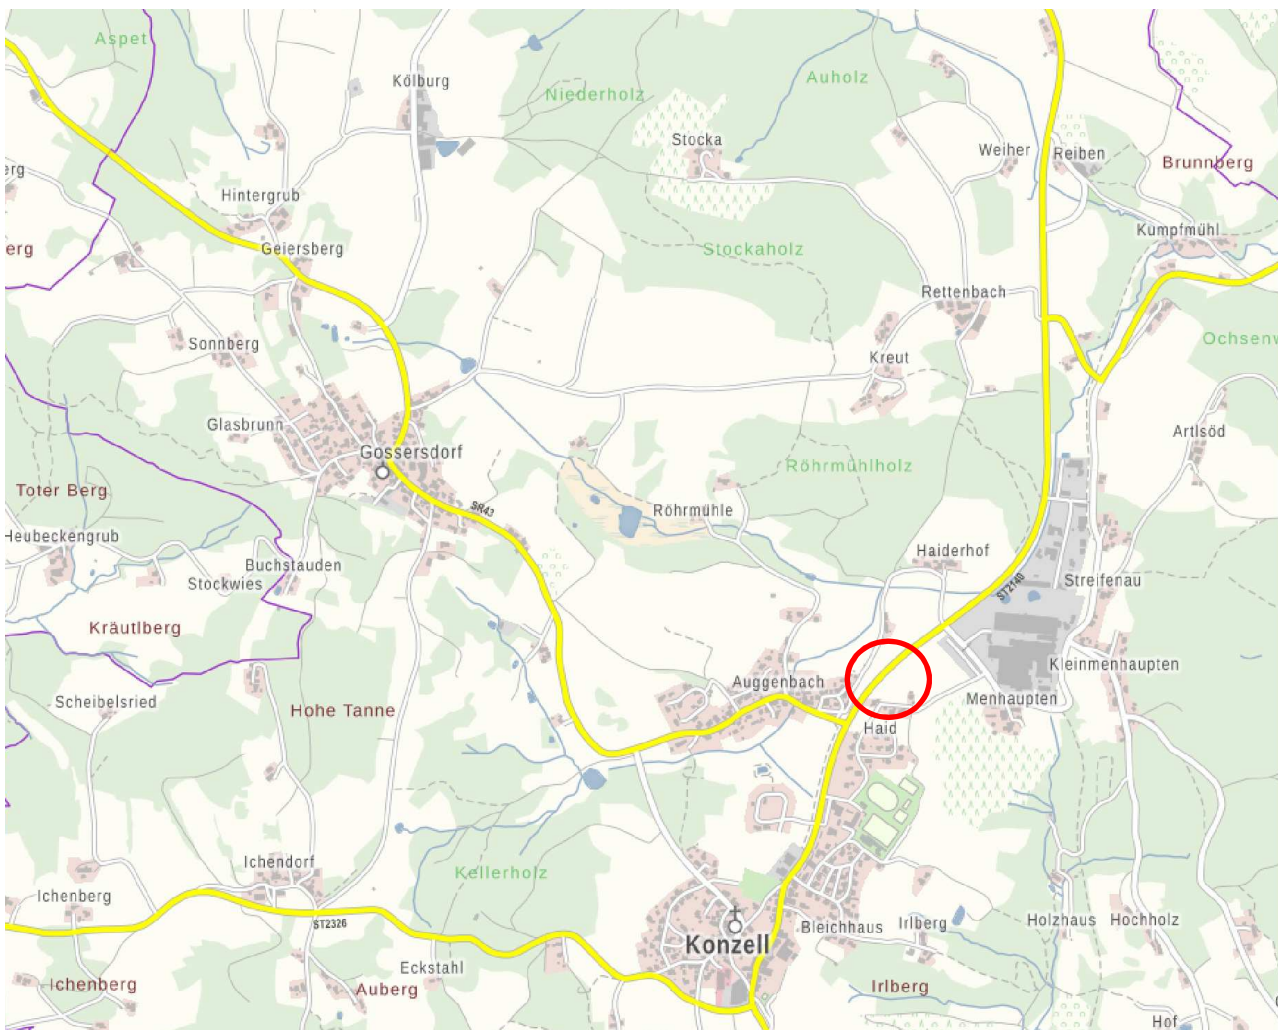 Aspet
Kölburg
Niederholz
Auholz
Stocka
Weiher
Reiben
Brunnberg
erg
Hintergrub
Kumpfmühl
erg
Geiersberg
Stockaholz
Rettenbach
Sonnberg
Kreut
Ochsenw
Glasbrunn
Artlsöd
Gossersdorf
Röhrmühlholz
Toter Berg
SR43
Röhrmühle
Heubeckengrub
Haiderhof
Buchstauden
Stockwies
ST2140
Streifenau
Kräutlberg
Kleinmenhaupten
Auggenbach
Scheibelsried
Menhaupten
Hohe Tanne
Haid
Ichendorf
Kellerholz
Ichenberg
ST2326
Bleichhaus
Irlberg
Holzhaus
Hochholz
Konzell
Eckstahl
Ichenberg
Auberg
Irlberg
Hof